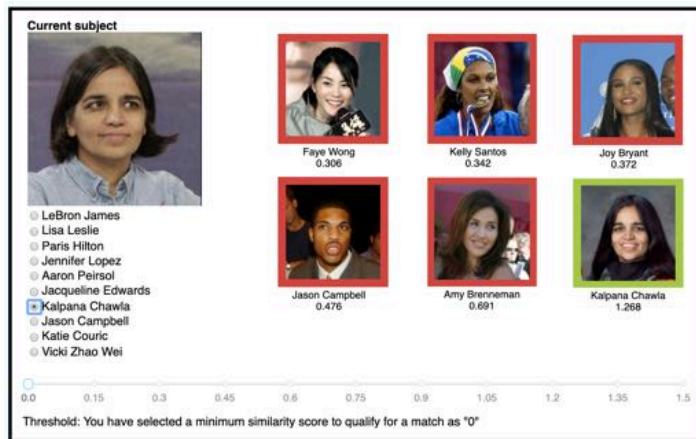 Current subject
Faye Wong
0.306
Kelly Santos
0.342
Joy Bryant
0.372
LeBron James
Lisa Leslie
Paris Hilton
Jennifer Lopez
Aaron Peirsol
Jacqueline Edwards
Kalpana Chawla
Jason Campbell
Katie Couric
Vicki Zhao Wei
Jason Campbell
0.476
Amy Brenneman
0.691
Kalpana Chawla
1.268
0.0 0.15 0.3 0.45 0.6 0.75 0.9 1.05 1.2 1.35 1.5
Threshold: You have selected a minimum similarity score to qualify for a match as "0"